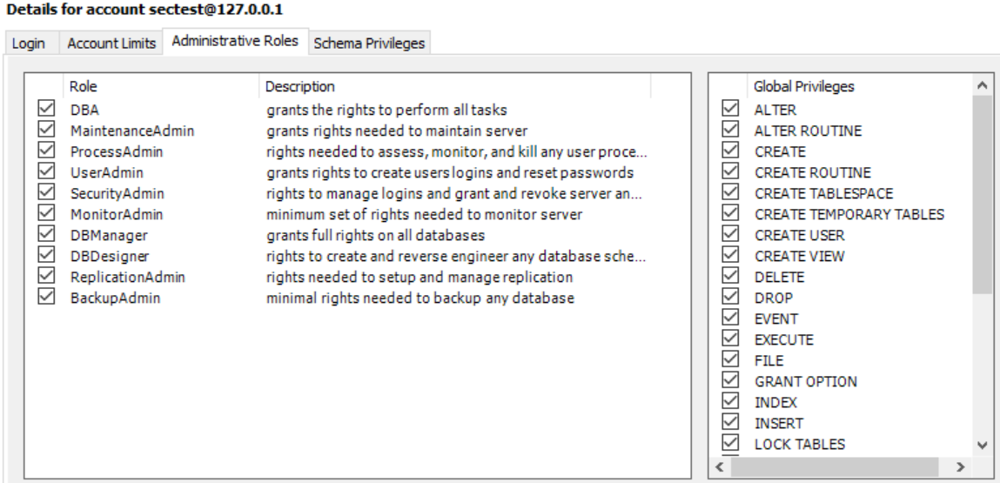 Details for account sectest@127.0.0.1
Login Account Limits Administrative Roles Schema Privileges
Role Description
DBA grants the rights to perform all tasks
MaintenanceAdmin grants rights needed to maintain server
ProcessAdmin rights needed to assess, monitor, and kill any user proce...
UserAdmin grants rights to create users logins and reset passwords
SecurityAdmin rights to manage logins and grant and revoke server an...
MonitorAdmin minimum set of rights needed to monitor server
DBManager grants full rights on all databases
DBDesigner rights to create and reverse engineer any database sche...
ReplicationAdmin rights needed to setup and manage replication
BackupAdmin minimal rights needed to backup any database
Global Privileges
ALTER
ALTER ROUTINE
CREATE
CREATE ROUTINE
CREATE TABLESPACE
CREATE TEMPORARY TABLES
CREATE USER
CREATE VIEW
DELETE
DROP
EVENT
EXECUTE
FILE
GRANT OPTION
INDEX
INSERT
LOCK TABLES